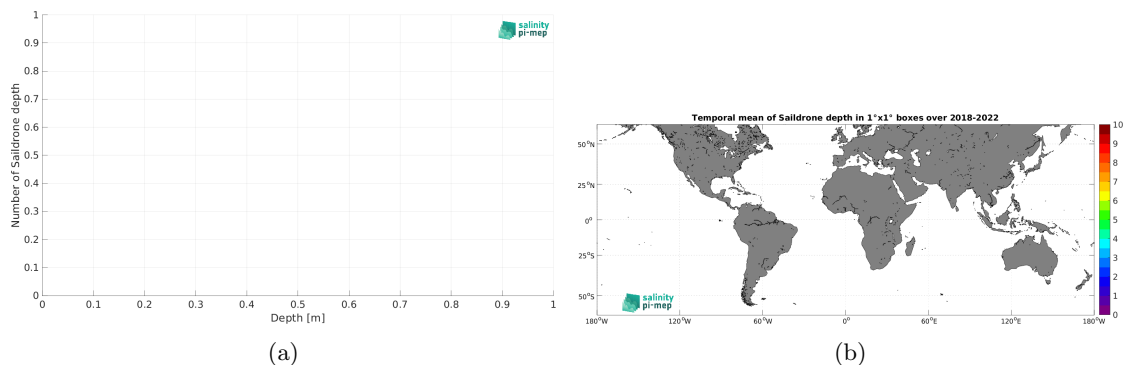 1
0.9
0.8
0.7
0.6
0.5
0.4
0.3
0.2
0.1
0
Number of Saildrone depth
0 0.1 0.2 0.3 0.4 0.5 0.6 0.7 0.8 0.9 1
Depth [m]
salinity
pi-mep
(a)
Temporal mean of Saildrone depth in 1°x1° boxes over 2018-2022
50°N
25°N
0°
25°S
50°S
180°W 120°W 60°W 0° 60°E 120°E 180°W
salinity
pi-mep
10
9
8
7
6
5
4
3
2
1
0
(b)